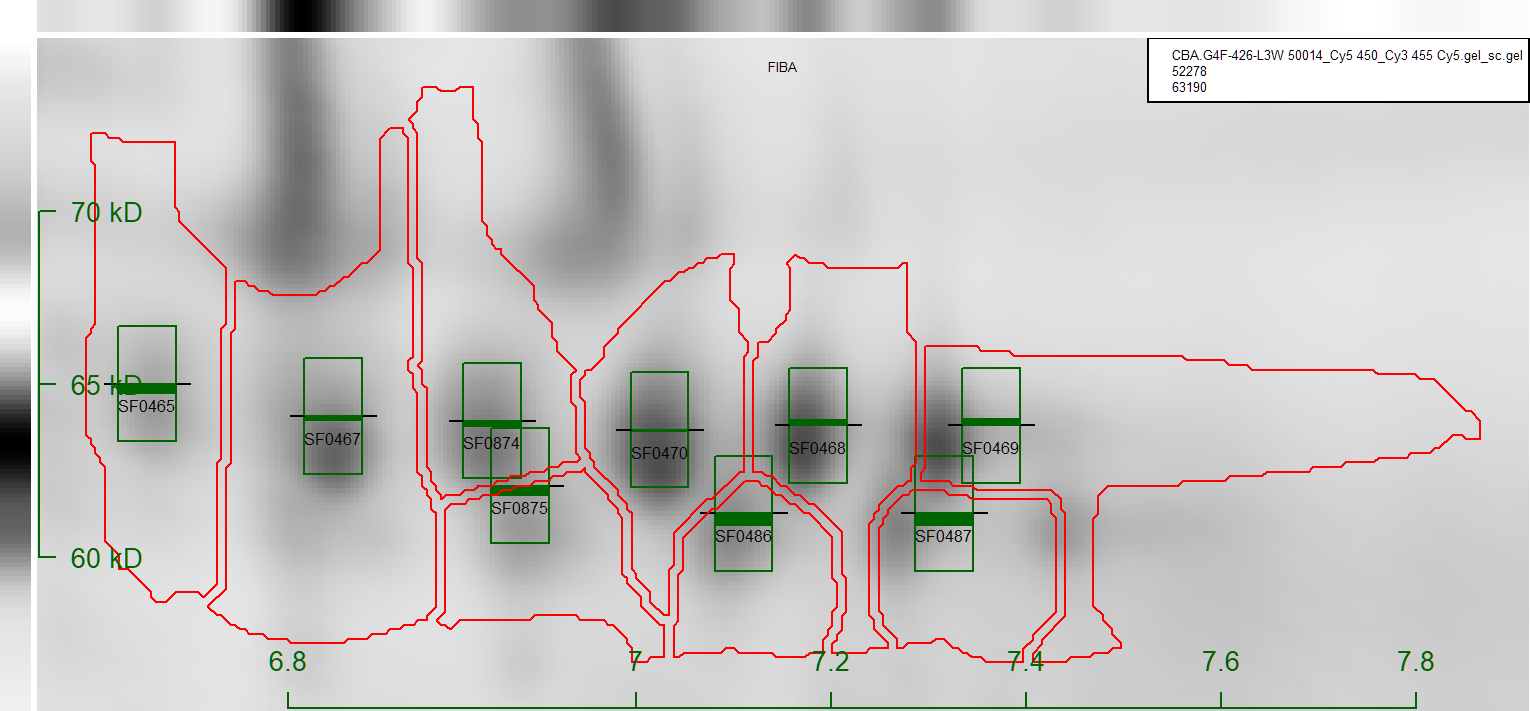 FIBA
CBA.G4F-426-L3W 50014_Cy5 450_Cy3 455 Cy5.gel_sc.gel
52278
63190
70 kD
65 kD
SF0465
SF0467
SF0874
SF0470
SF0468
SF0469
SF0875
SF0486
SF0487
60 kD
6.8
7
7.2
7.4
7.6
7.8